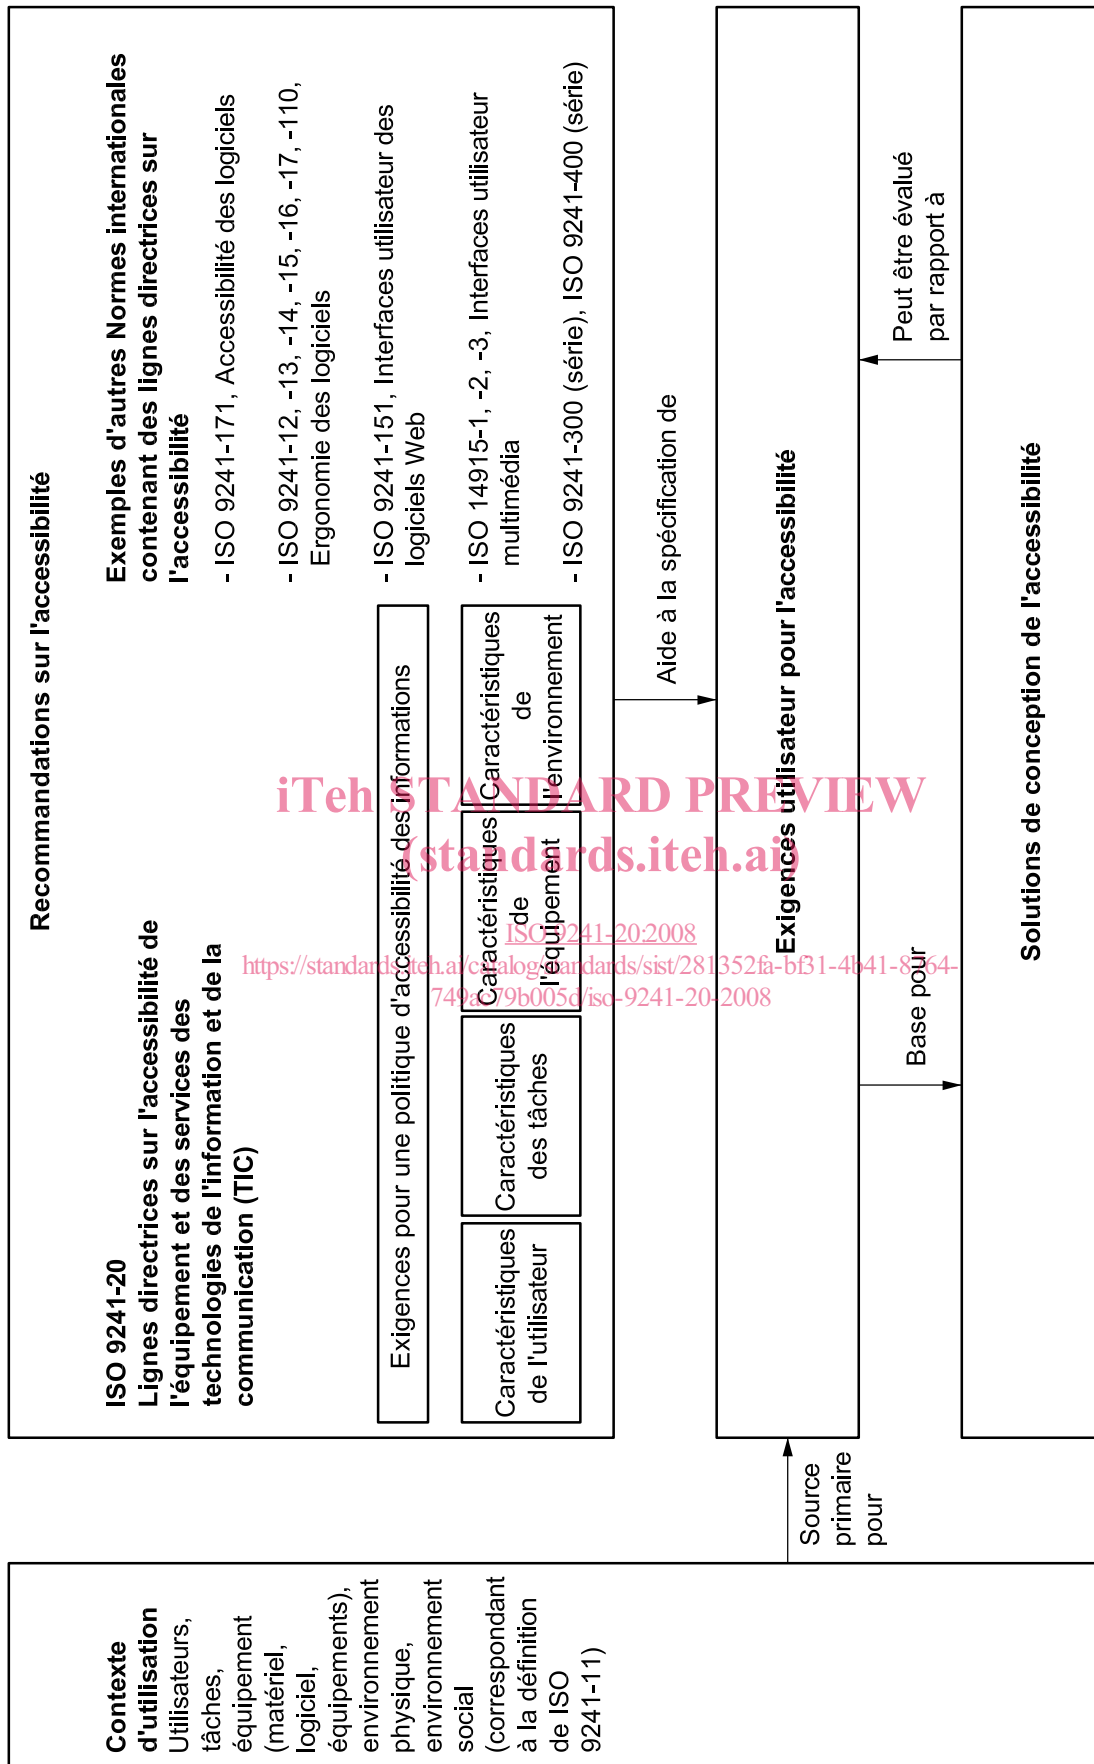 Recommandations sur l'accessibilité
ISO 9241-20
Lignes directrices sur l'accessibilité de
l'équipement et des services des
technologies de l'information et de la
communication (TIC)
Exigences pour une politique d'accessibilité des informations
Caractéristiques
de l'utilisateur
Caractéristiques
des tâches
Caractéristiques
de
l'équipement
Caractéristiques
de
l'environnement
Exemples d'autres Normes internationales
contenant des lignes directrices sur
l'accessibilité
- ISO 9241-171, Accessibilité des logiciels
- ISO 9241-12, -13, -14, -15, -16, -17, -110,
Ergonomie des logiciels
- ISO 9241-151, Interfaces utilisateur des
logiciels Web
- ISO 14915-1, -2, -3, Interfaces utilisateur
multimédia
- ISO 9241-300 (série), ISO 9241-400 (série)
Contexte
d'utilisation
Utilisateurs,
tâches,
équipement
(matériel,
logiciel,
équipements),
environnement
physique,
environnement
social
(correspondant
à la définition
de ISO
9241-11)
Source
primaire
pour
Aide à la spécification de
Exigences utilisateur pour l'accessibilité
Base pour
Peut être évalué
par rapport à
Solutions de conception de l'accessibilité
iTeh STANDARD PREVIEW
(standards.iteh.ai)
ISO 9241-20:2008
https://standards.iteh.ai/catalog/standards/sist/281352fa-bf31-4b41-8764-
749ac79b005d/iso-9241-20-2008